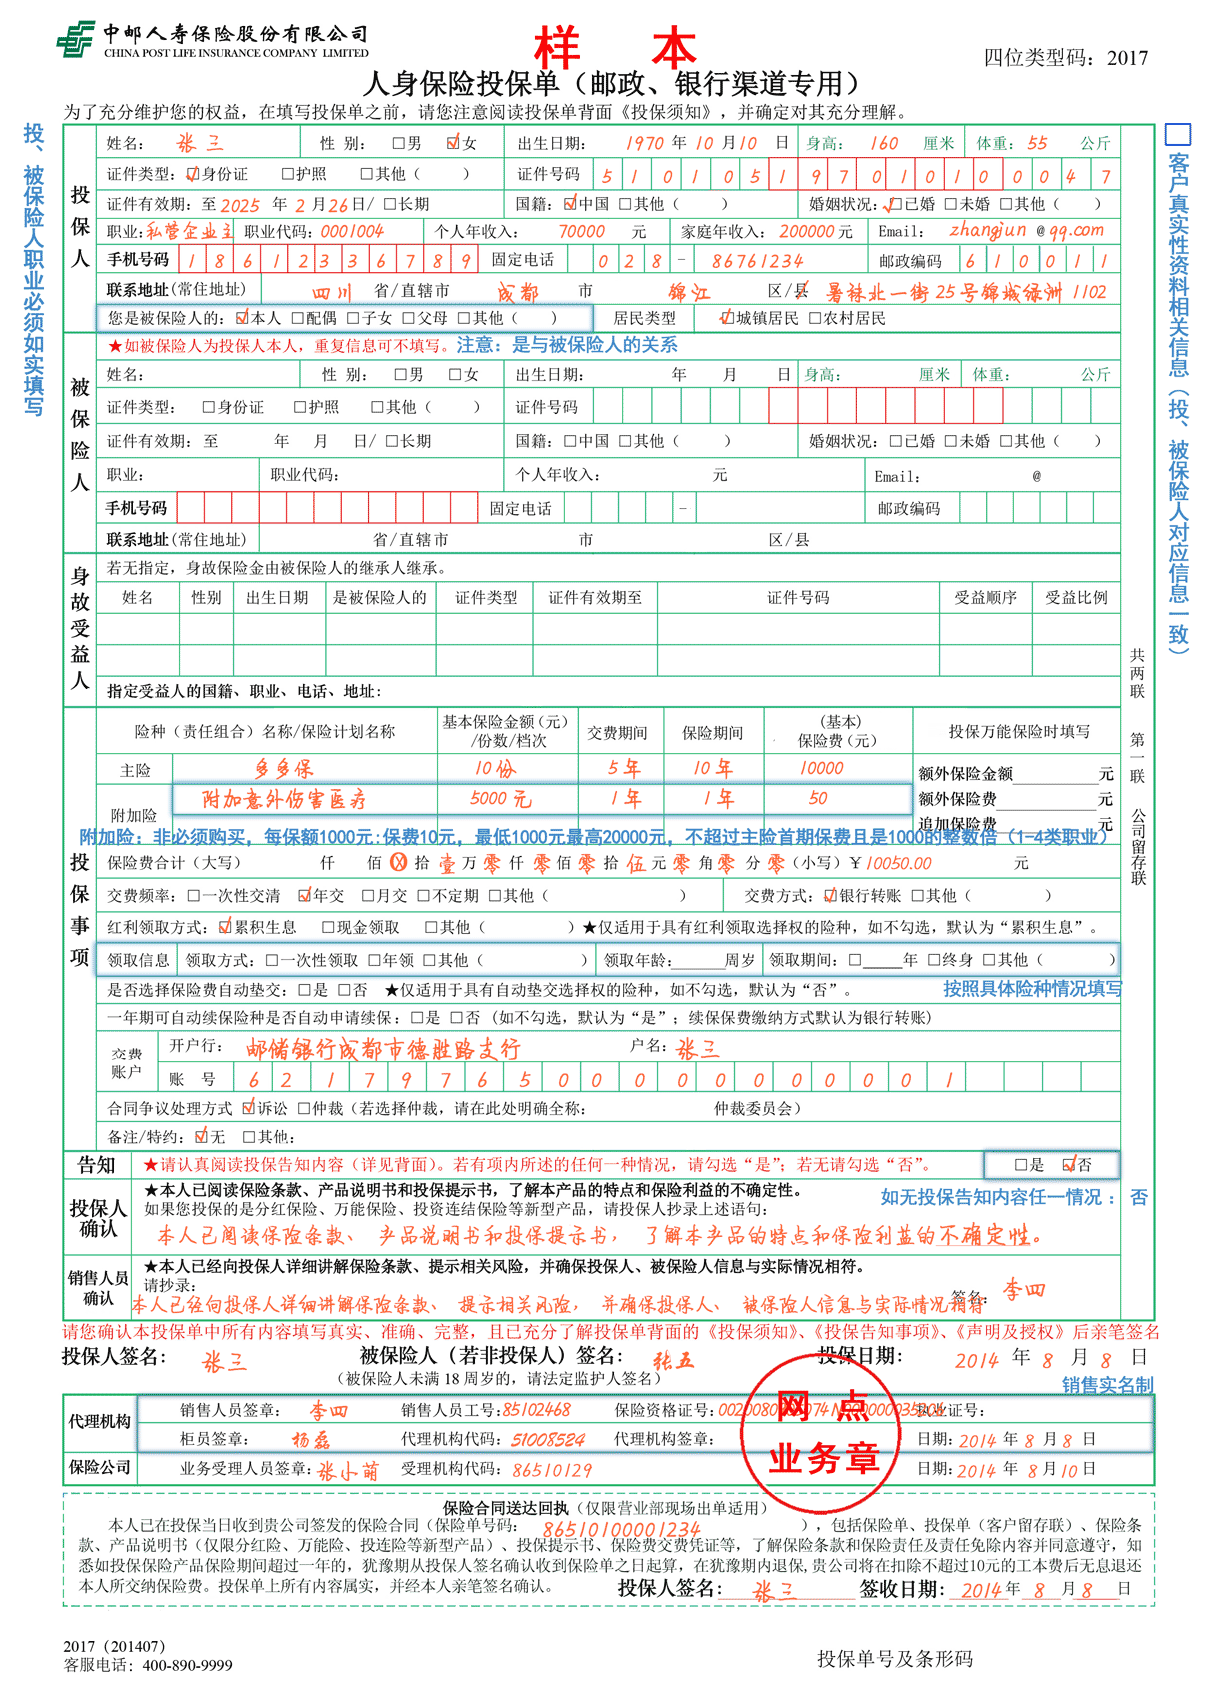 中邮人寿保险股份有限公司
CHINA POST LIFE INSURANCE COMPANY LIMITED
样 本
四位类型码：2017
人身保险投保单（邮政、银行渠道专用）
为了充分维护您的权益，在填写投保单之前，请您注意阅读投保单背面《投保须知》，并确定对其充分理解。
投、被保险人职业必须如实填写
□客户真实性资料相关信息（投、被保险人对应信息一致）
投保人
姓名： 张三 性 别： □男 ☑女 出生日期： 1970 年 10 月 10 日 身高： 160 厘米 体重： 55 公斤
证件类型：☑身份证 □护照 □其他（ ） 证件号码 5 1 0 1 0 5 1 9 7 0 1 0 1 0 0 0 4 7
证件有效期：至 2025 年 2 月 26 日/ □长期 国籍：☑中国 □其他（ ） 婚姻状况：☑已婚 □未婚 □其他（ ）
职业：私营企业主 职业代码：0001004 个人年收入： 70000 元 家庭年收入：200000 元 Email： zhangjun @ qq.com
手机号码 1 8 6 1 2 3 3 6 7 8 9 固定电话 0 2 8 - 86761234 邮政编码 6 1 0 0 1 1
联系地址(常住地址) 四川 省/直辖市 成都 市 锦江 区/县 暑袜北一街25号锦城绿洲1102
您是被保险人的：☑本人 □配偶 □子女 □父母 □其他（ ） 居民类型 ☑城镇居民 □农村居民
被保险人
★如被保险人为投保人本人，重复信息可不填写。注意：是与被保险人的关系
姓名： 性 别： □男 □女 出生日期： 年 月 日 身高： 厘米 体重： 公斤
证件类型： □身份证 □护照 □其他（ ） 证件号码
证件有效期：至 年 月 日/ □长期 国籍：□中国 □其他（ ） 婚姻状况：□已婚 □未婚 □其他（ ）
职业： 职业代码： 个人年收入： 元 Email： @
手机号码 固定电话 - 邮政编码
联系地址(常住地址) 省/直辖市 市 区/县
身故受益人
若无指定，身故保险金由被保险人的继承人继承。
姓名 性别 出生日期 是被保险人的 证件类型 证件有效期至 证件号码 受益顺序 受益比例
指定受益人的国籍、职业、电话、地址：
共两联 第一联 公司留存联
投保事项
险种（责任组合）名称/保险计划名称 基本保险金额（元）/份数/档次 交费期间 保险期间 （基本）保险费（元） 投保万能保险时填写
主险 多多保 10份 5年 10年 10000 额外保险金额 元
附加险 附加意外伤害医疗 5000元 1年 1年 50 额外保险费 元
追加保险费 元
附加险：非必须购买，每保额1000元：保费10元，最低1000元最高20000元，不超过主险首期保费且是1000的整数倍（1-4类职业）
保险费合计（大写） 仟 佰 ⓧ 拾 壹 万 零 仟 零 佰 零 拾 伍 元 零 角 零 分 零（小写）￥10050.00 元
交费频率：□一次性交清 ☑年交 □月交 □不定期 □其他（ ） 交费方式：☑银行转账 □其他（ ）
红利领取方式：☑累积生息 □现金领取 □其他（ ）★仅适用于具有红利领取选择权的险种，如不勾选，默认为“累积生息”。
领取信息 领取方式：□一次性领取 □年领 □其他（ ） 领取年龄： 周岁 领取期间：□ 年 □终身 □其他（ ）
是否选择保险费自动垫交：□是 □否 ★仅适用于具有自动垫交选择权的险种，如不勾选，默认为“否”。 按照具体险种情况填写
一年期可自动续保险种是否自动申请续保：□是 □否 (如不勾选，默认为“是”；续保保费缴纳方式默认为银行转账)
交费账户 开户行： 邮储银行成都市德胜路支行 户名：张三
账 号 6 2 1 7 9 7 6 5 0 0 0 0 0 0 0 0 0 0 1
合同争议处理方式 ☑诉讼 □仲裁（若选择仲裁，请在此处明确全称： 仲裁委员会）
备注/特约：☑无 □其他：
告知 ★请认真阅读投保告知内容（详见背面）。若有项内所述的任何一种情况，请勾选“是”；若无请勾选“否”。 □是 ☑否
投保人确认
★本人已阅读保险条款、产品说明书和投保提示书，了解本产品的特点和保险利益的不确定性。 如无投保告知内容任一情况 ： 否
如果您投保的是分红保险、万能保险、投资连结保险等新型产品，请投保人抄录上述语句：
本人已阅读保险条款、产品说明书和投保提示书，了解本产品的特点和保险利益的不确定性。
销售人员确认
★本人已经向投保人详细讲解保险条款、提示相关风险，并确保投保人、被保险人信息与实际情况相符。
请抄录：
本人已经向投保人详细讲解保险条款、提示相关风险，并确保投保人、被保险人信息与实际情况相符 签名： 李四
请您确认本投保单中所有内容填写真实、准确、完整，且已充分了解投保单背面的《投保须知》、《投保告知事项》、《声明及授权》后亲笔签名
投保人签名： 张三 被保险人（若非投保人）签名： 张五 投保日期： 2014 年 8 月 8 日
（被保险人未满 18 周岁的，请法定监护人签名） 销售实名制
代理机构 销售人员签章： 李四 销售人员工号：85102468 保险资格证号： 执业证号：
柜员签章： 杨磊 代理机构代码：51008524 代理机构签章： 日期：2014 年 8 月 8 日
网 点
业务章
保险公司 业务受理人员签章：张小萌 受理机构代码：86510129 日期：2014 年 8 月 10 日
保险合同送达回执（仅限营业部现场出单适用）
本人已在投保当日收到贵公司签发的保险合同（保险单号码： 86510100001234 ），包括保险单、投保单（客户留存联）、保险条
款、产品说明书（仅限分红险、万能险、投连险等新型产品）、投保提示书、保险费交费凭证等，了解保险条款和保险责任及责任免除内容并同意遵守，知
悉如投保保险产品保险期间超过一年的，犹豫期从投保人签名确认收到保险单之日起算，在犹豫期内退保，贵公司将在扣除不超过10元的工本费后无息退还
本人所交纳保险费。投保单上所有内容属实，并经本人亲笔签名确认。 投保人签名： 张三 签收日期： 2014 年 8 月 8 日
2017（201407）
客服电话：400-890-9999
投保单号及条形码